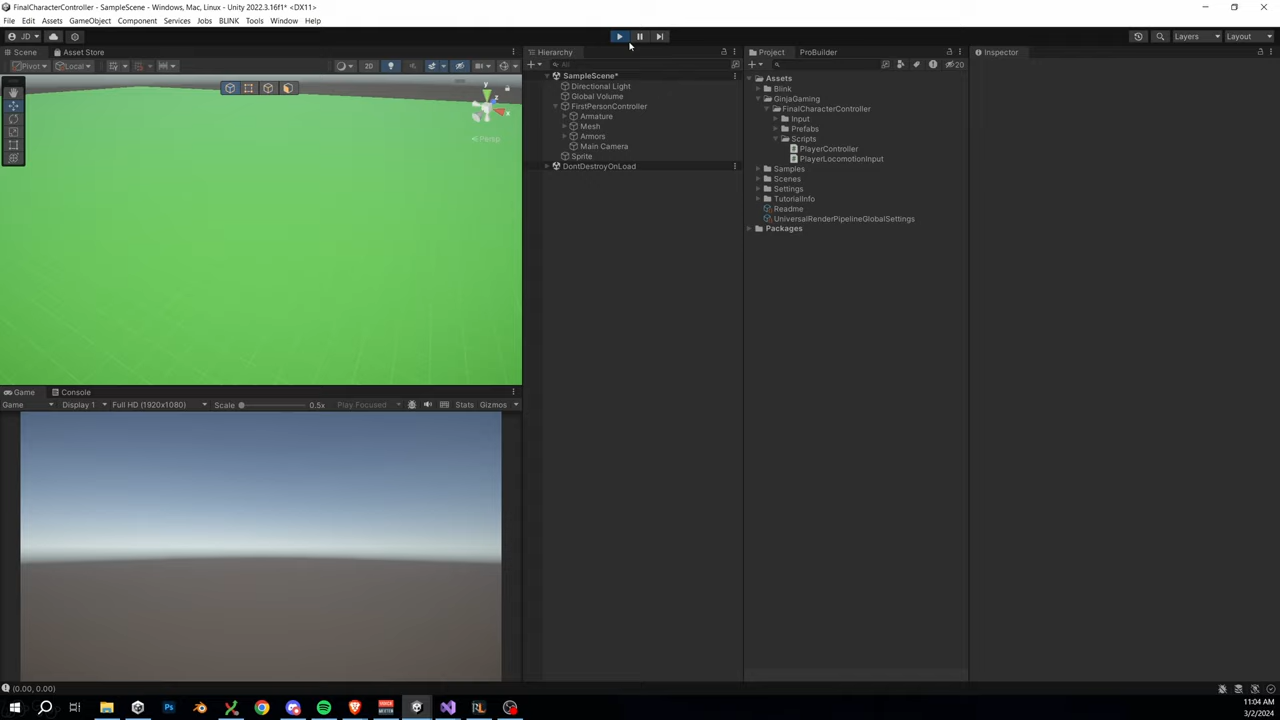 FinalCharacterController - SampleScene - Windows, Mac, Linux - Unity 2022.3.16f1* <DX11>
File Edit Assets GameObject Component Services Jobs BLINK Tools Window Help
JD Layers Layout
Scene Asset Store Hierarchy Project ProBuilder Inspector
Pivot Local 2D All 20
SampleScene*
Directional Light
Global Volume
FirstPersonController
Armature
Mesh
Armors
Main Camera
Sprite
DontDestroyOnLoad
Assets
Blink
GinjaGaming
FinalCharacterController
Input
Prefabs
Scripts
PlayerController
PlayerLocomotionInput
Samples
Scenes
Settings
TutorialInfo
Readme
UniversalRenderPipelineGlobalSettings
Packages
y
z
x
Persp
Game Console
Game Display 1 Full HD (1920x1080) Scale 0.5x Play Focused Stats Gizmos
(0.00, 0.00)
11:04 AM
3/2/2024